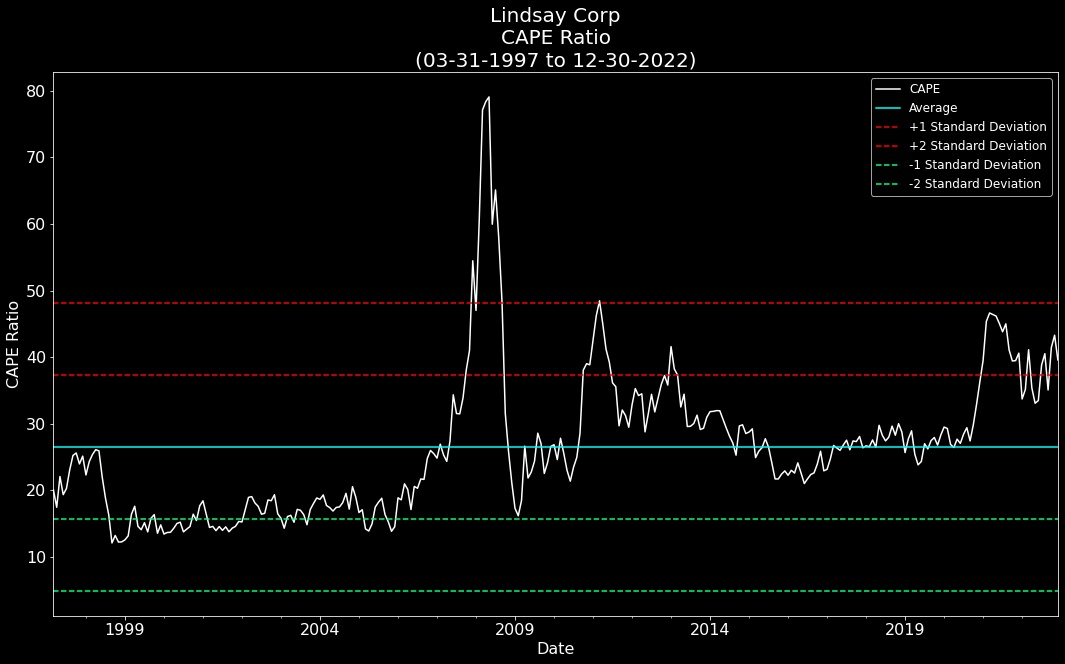 Lindsay Corp
CAPE Ratio
(03-31-1997 to 12-30-2022)
CAPE
Average
+1 Standard Deviation
+2 Standard Deviation
-1 Standard Deviation
-2 Standard Deviation
CAPE Ratio
80
70
60
50
40
30
20
10
1999 2004 2009 2014 2019
Date